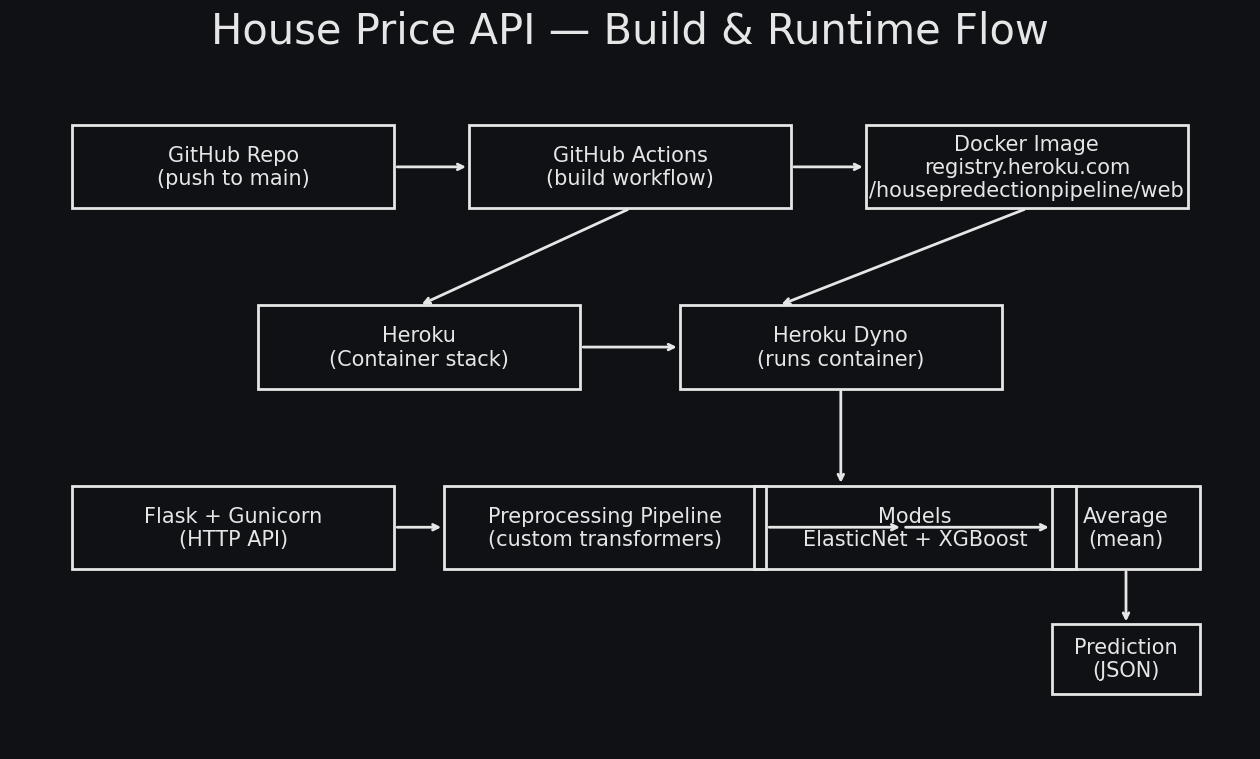 House Price API — Build & Runtime Flow
GitHub Repo
(push to main)
GitHub Actions
(build workflow)
Docker Image
registry.heroku.com
/housepredectionpipeline/web
Heroku
(Container stack)
Heroku Dyno
(runs container)
Flask + Gunicorn
(HTTP API)
Preprocessing Pipeline
(custom transformers)
Models
ElasticNet + XGBoost
Average
(mean)
Prediction
(JSON)